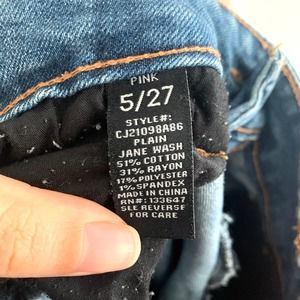 PINK
5/27
STYLE#:
CJ21098A86
PLAIN
JANE WASH
51% COTTON
31% RAYON
17% POLYESTER
1% SPANDEX
MADE IN CHINA
RN#: 133647
SEE REVERSE
FOR CARE